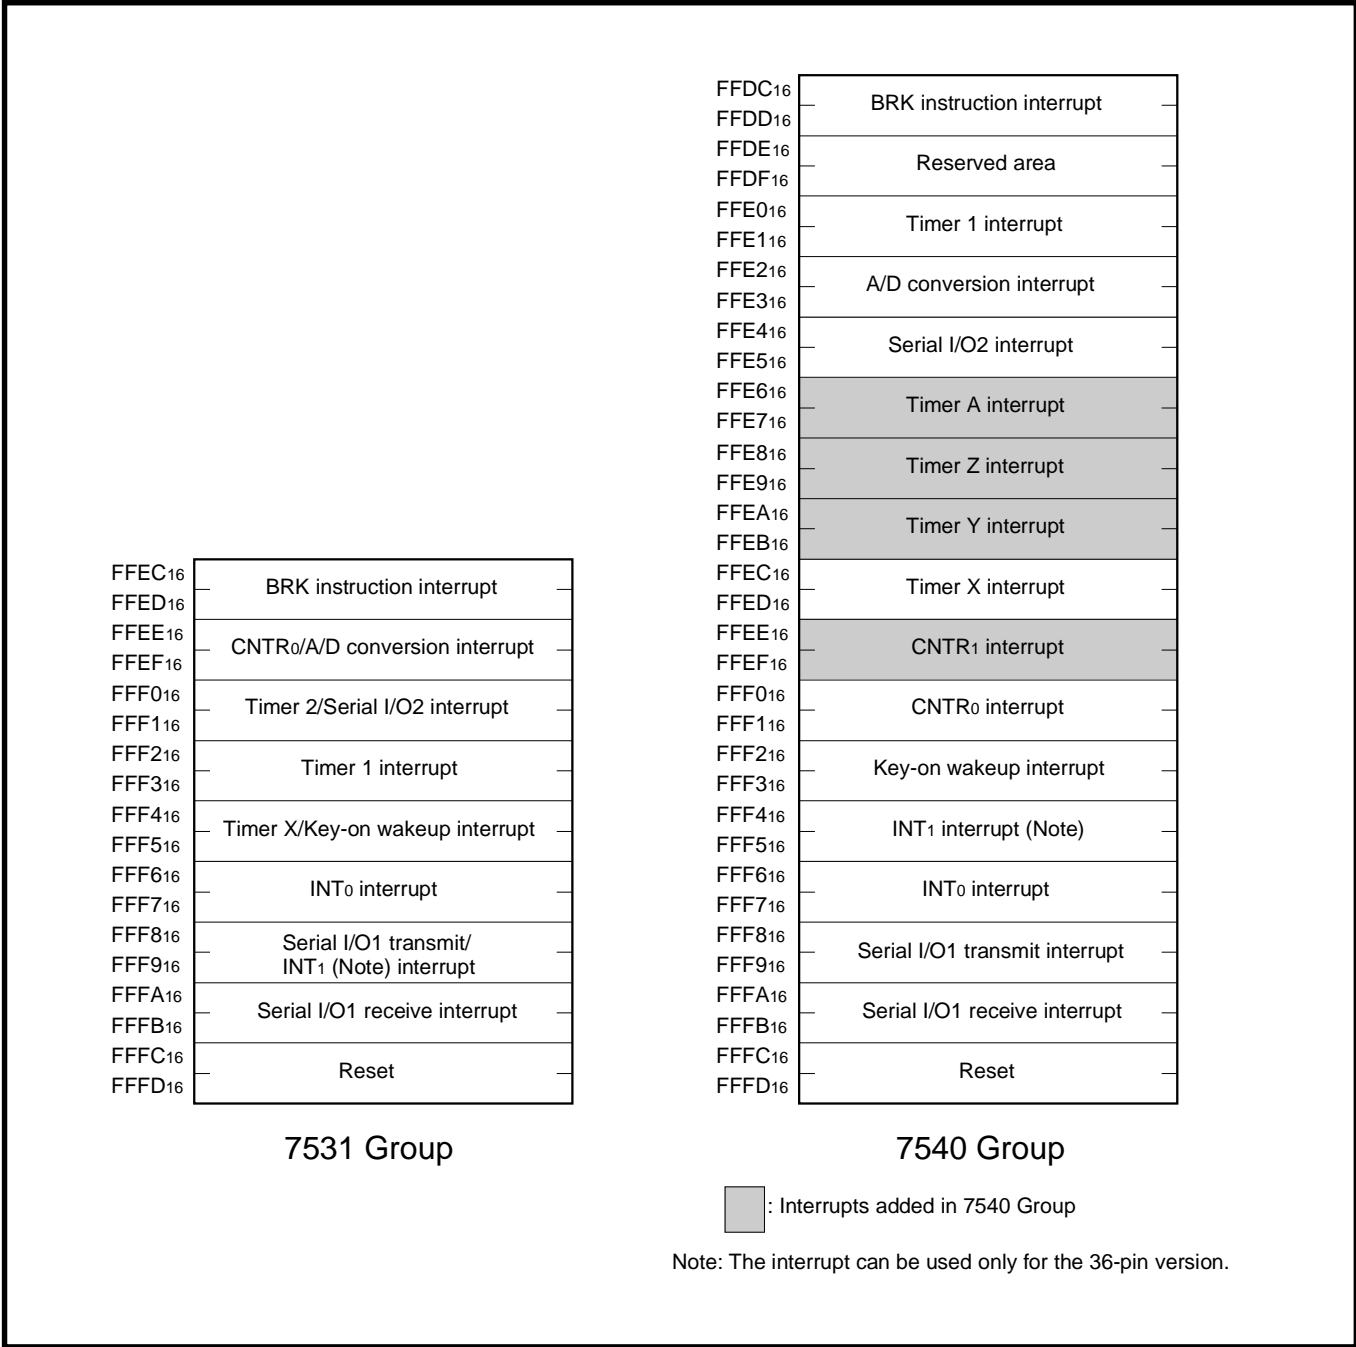 FFDC16
BRK instruction interrupt
FFDD16
FFDE16
Reserved area
FFDF16
FFE016
Timer 1 interrupt
FFE116
FFE216
A/D conversion interrupt
FFE316
FFE416
Serial I/O2 interrupt
FFE516
FFE616
Timer A interrupt
FFE716
FFE816
Timer Z interrupt
FFE916
FFEA16
Timer Y interrupt
FFEB16
FFEC16
Timer X interrupt
FFED16
FFEE16
CNTR1 interrupt
FFEF16
FFF016
CNTR0 interrupt
FFF116
FFF216
Key-on wakeup interrupt
FFF316
FFF416
INT1 interrupt (Note)
FFF516
FFF616
INT0 interrupt
FFF716
FFF816
Serial I/O1 transmit interrupt
FFF916
FFFA16
Serial I/O1 receive interrupt
FFFB16
FFFC16
Reset
FFFD16
7540 Group
FFEC16
BRK instruction interrupt
FFED16
FFEE16
CNTR0/A/D conversion interrupt
FFEF16
FFF016
Timer 2/Serial I/O2 interrupt
FFF116
FFF216
Timer 1 interrupt
FFF316
FFF416
Timer X/Key-on wakeup interrupt
FFF516
FFF616
INT0 interrupt
FFF716
FFF816
Serial I/O1 transmit/
INT1 (Note) interrupt
FFF916
FFFA16
Serial I/O1 receive interrupt
FFFB16
FFFC16
Reset
FFFD16
7531 Group
: Interrupts added in 7540 Group
Note: The interrupt can be used only for the 36-pin version.